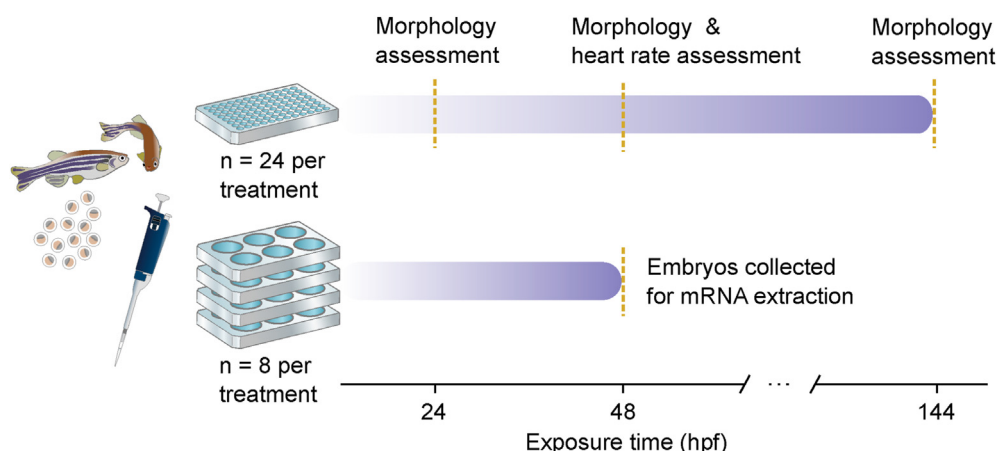 Morphology
assessment
Morphology &
heart rate assessment
Morphology
assessment
n = 24 per
treatment
Embryos collected
for mRNA extraction
n = 8 per
treatment
24
48
...
144
Exposure time (hpf)